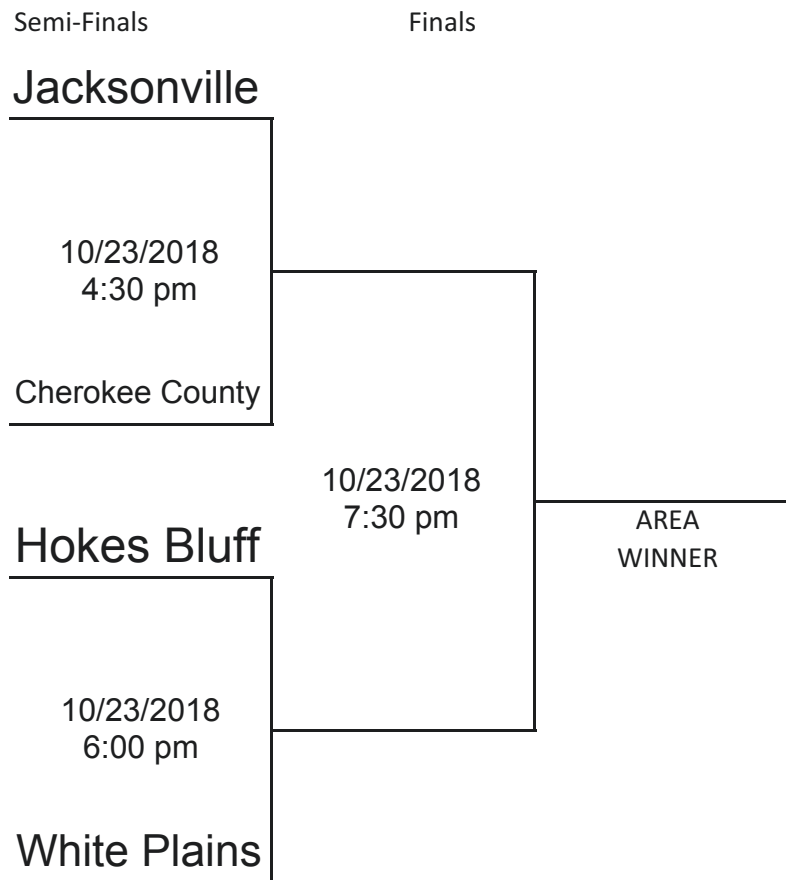 Semi-Finals
Finals
Jacksonville
10/23/2018
4:30 pm
Cherokee County
10/23/2018
7:30 pm
AREA
WINNER
Hokes Bluff
10/23/2018
6:00 pm
White Plains